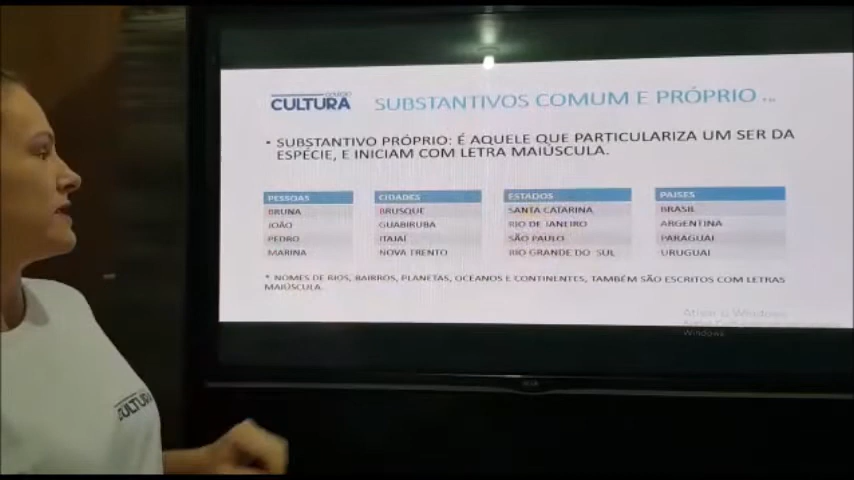 COLÉGIO
CULTURA
SUBSTANTIVOS COMUM E PRÓPRIO
• SUBSTANTIVO PRÓPRIO: É AQUELE QUE PARTICULARIZA UM SER DA
ESPÉCIE, E INICIAM COM LETRA MAIÚSCULA.
PESSOAS CIDADES ESTADOS PAISES
BRUNA BRUSQUE SANTA CATARINA BRASIL
JOÃO GUABIRUBA RIO DE JANEIRO ARGENTINA
PEDRO ITAJAÍ SÃO PAULO PARAGUAI
MARINA NOVA TRENTO RIO GRANDE DO SUL URUGUAI
* NOMES DE RIOS, BAIRROS, PLANETAS, OCEANOS E CONTINENTES, TAMBÉM SÃO ESCRITOS COM LETRAS
MAIÚSCULA.
Ativar o Windows
Windows
CULTURA